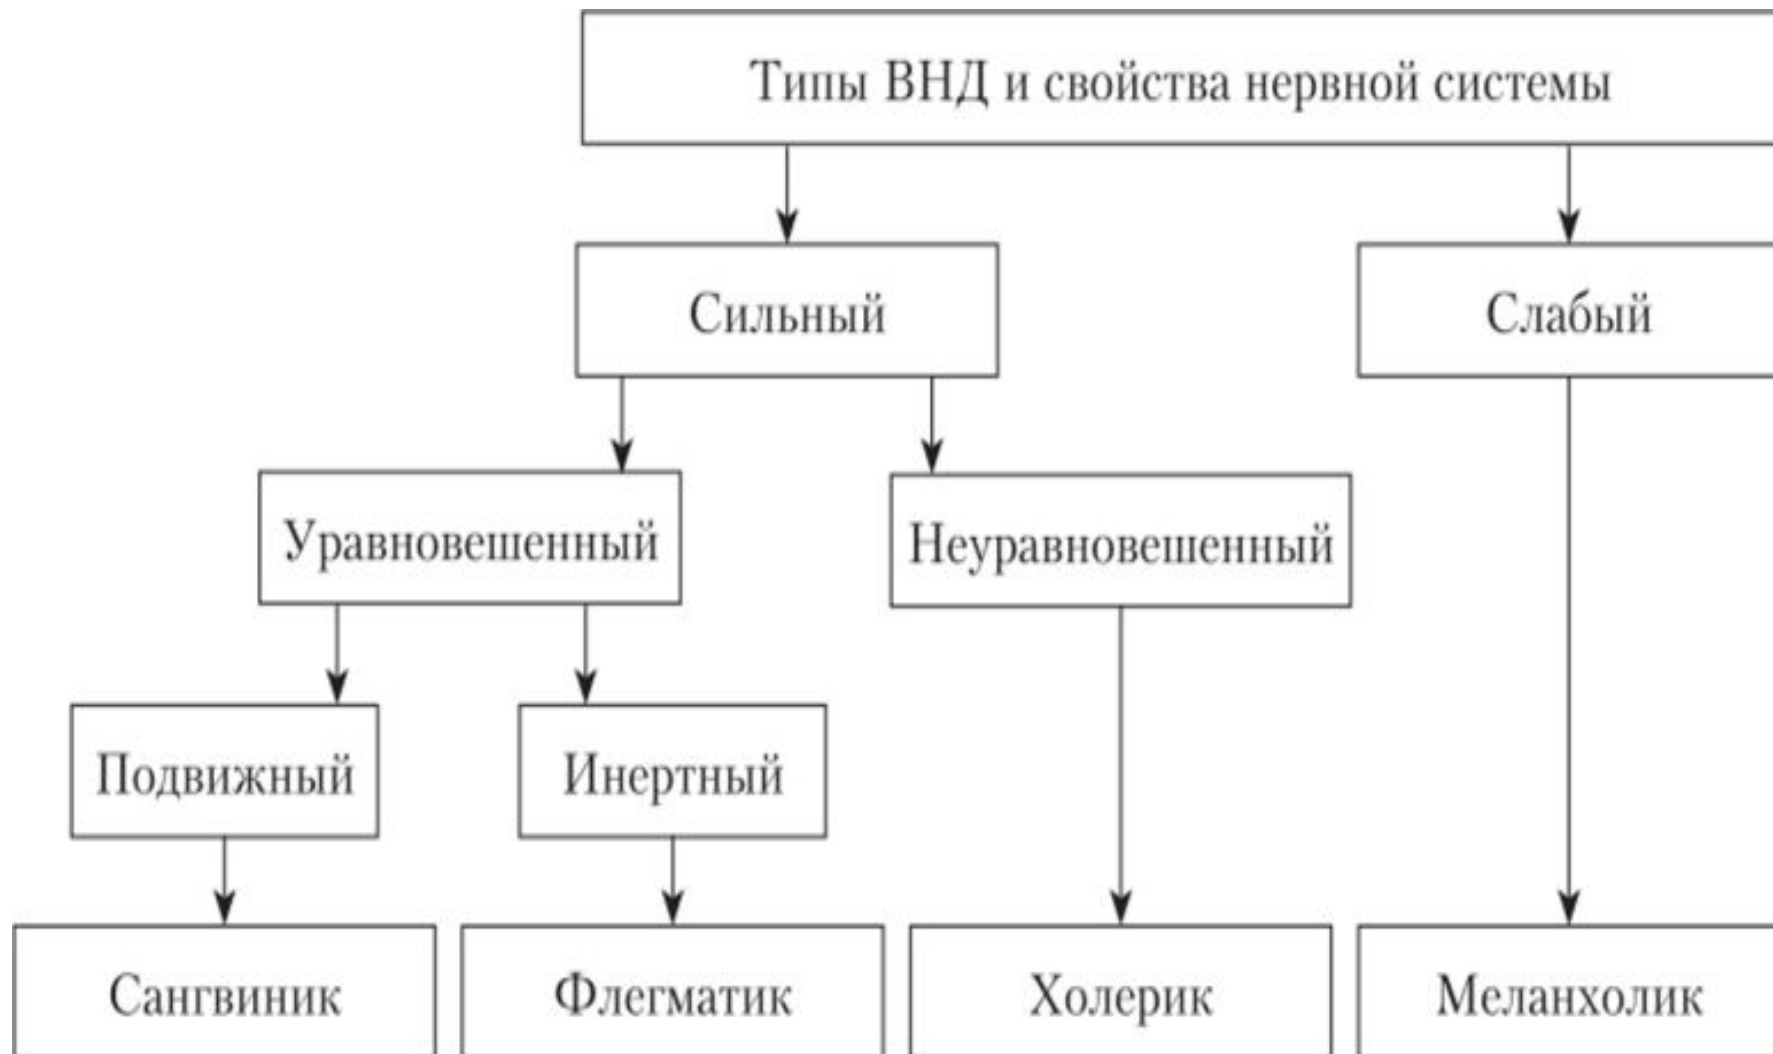 Типы ВНД и свойства нервной системы
Сильный
Слабый
Уравновешенный
Неуравновешенный
Подвижный
Инертный
Сангвиник
Флегматик
Холерик
Меланхолик